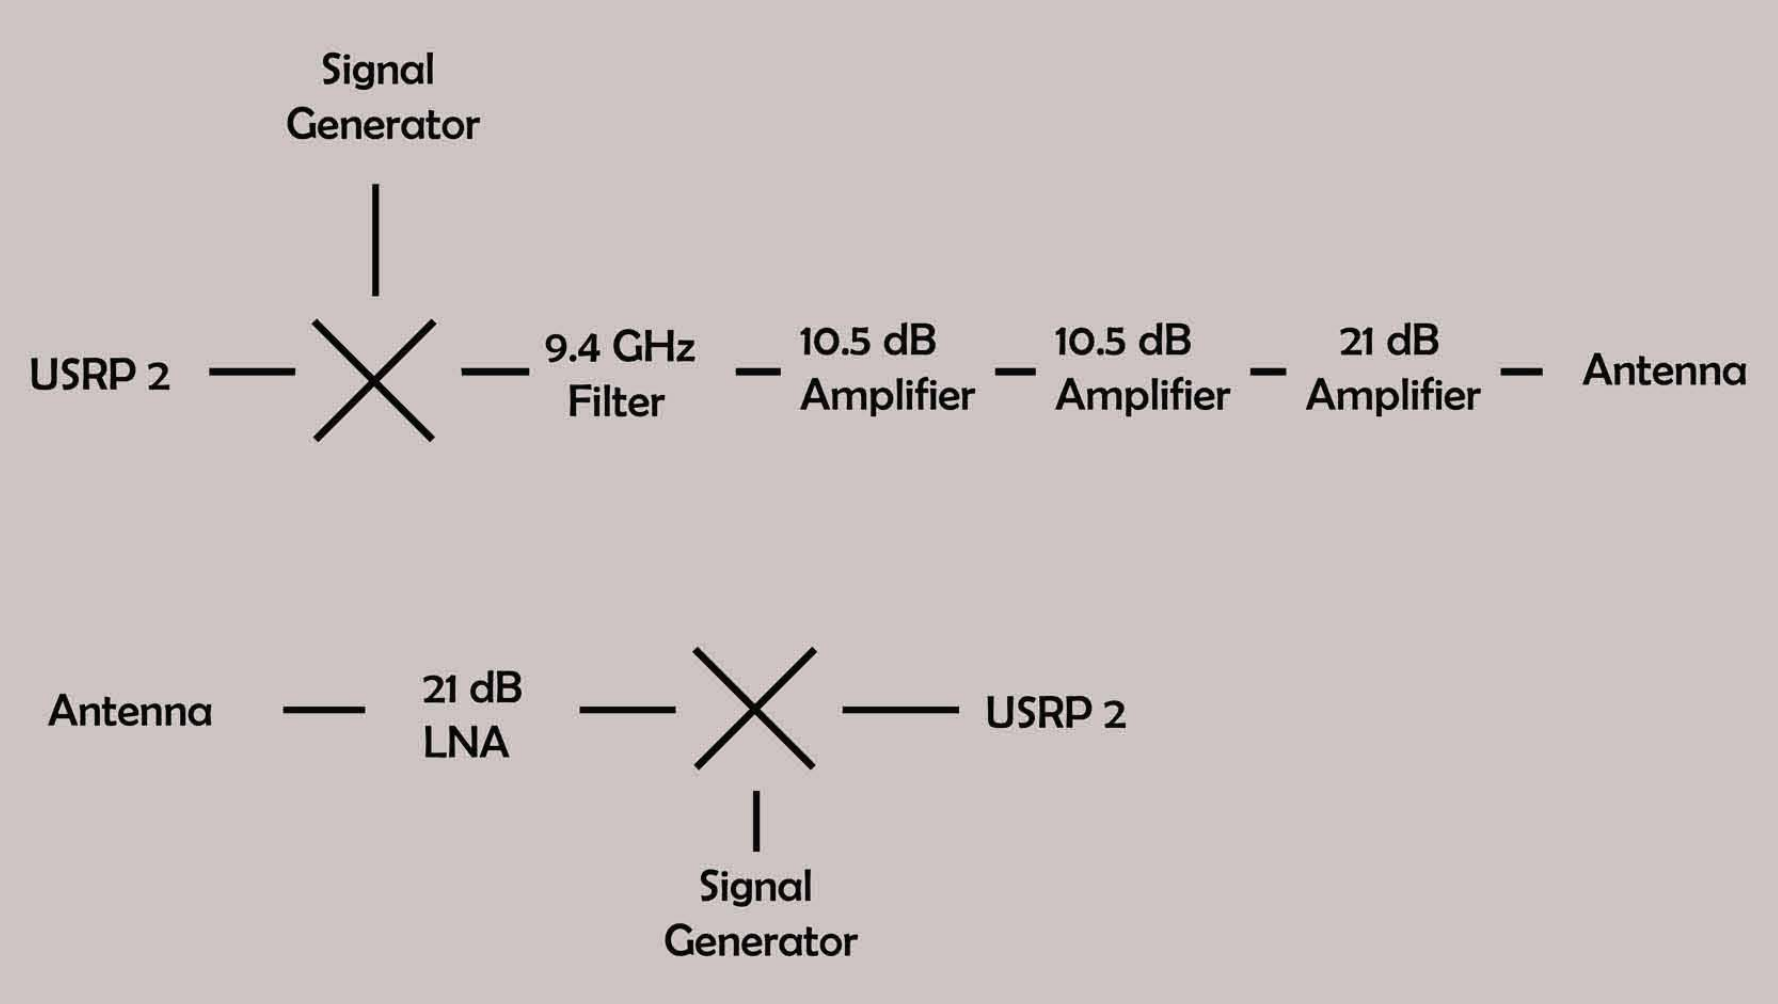 Signal
Generator
USRP 2
9.4 GHz
Filter
10.5 dB
Amplifier
10.5 dB
Amplifier
21 dB
Amplifier
Antenna
Antenna
21 dB
LNA
USRP 2
Signal
Generator